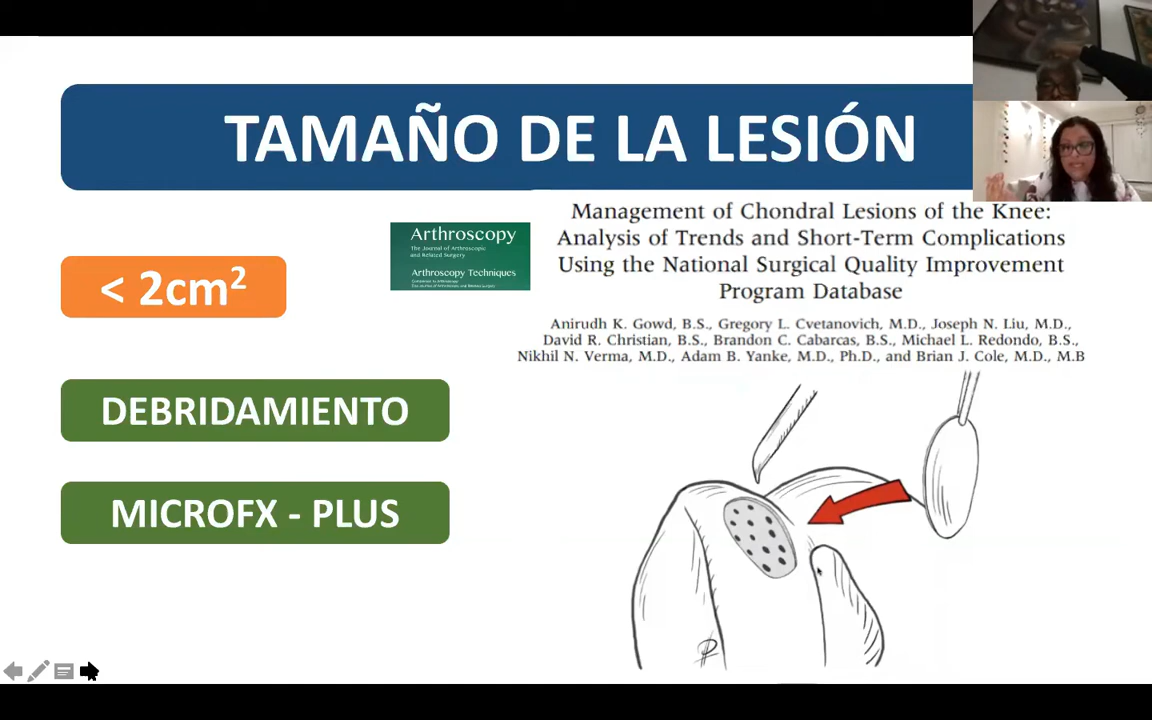 TAMAÑO DE LA LESIÓN
Management of Chondral Lesions of the Knee:
Analysis of Trends and Short-Term Complications
Using the National Surgical Quality Improvement
Program Database
Arthroscopy
The Journal of Arthroscopic
and Related Surgery
Arthroscopy Techniques
< 2cm²
Anirudh K. Gowd, B.S., Gregory L. Cvetanovich, M.D., Joseph N. Liu, M.D.,
David R. Christian, B.S., Brandon C. Cabarcas, B.S., Michael L. Redondo, B.S.,
Nikhil N. Verma, M.D., Adam B. Yanke, M.D., Ph.D., and Brian J. Cole, M.D., M.B
DEBRIDAMIENTO
MICROFX - PLUS